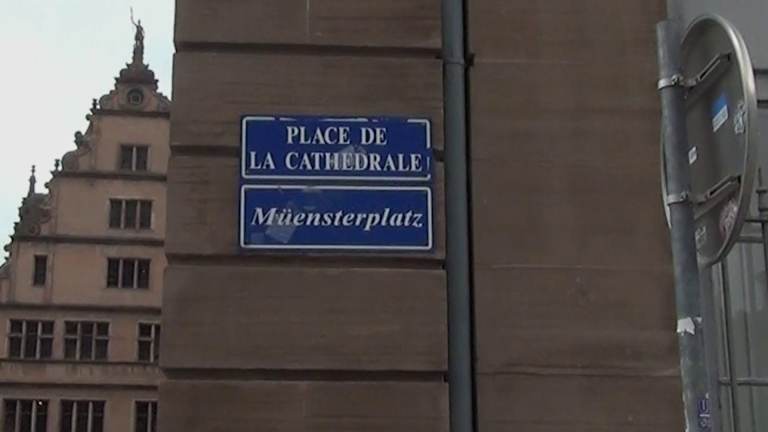 PLACE DE
LA CATHEDRALE
Müensterplatz